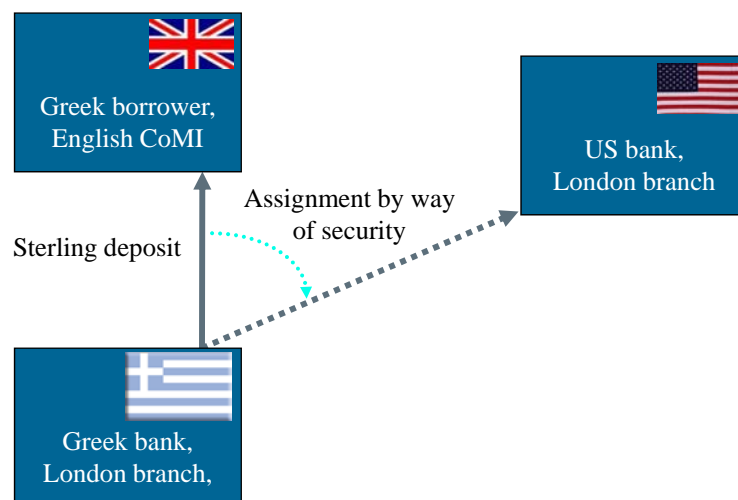 Greek borrower,
English CoMI
US bank,
London branch
Assignment by way
of security
Sterling deposit
Greek bank,
London branch,